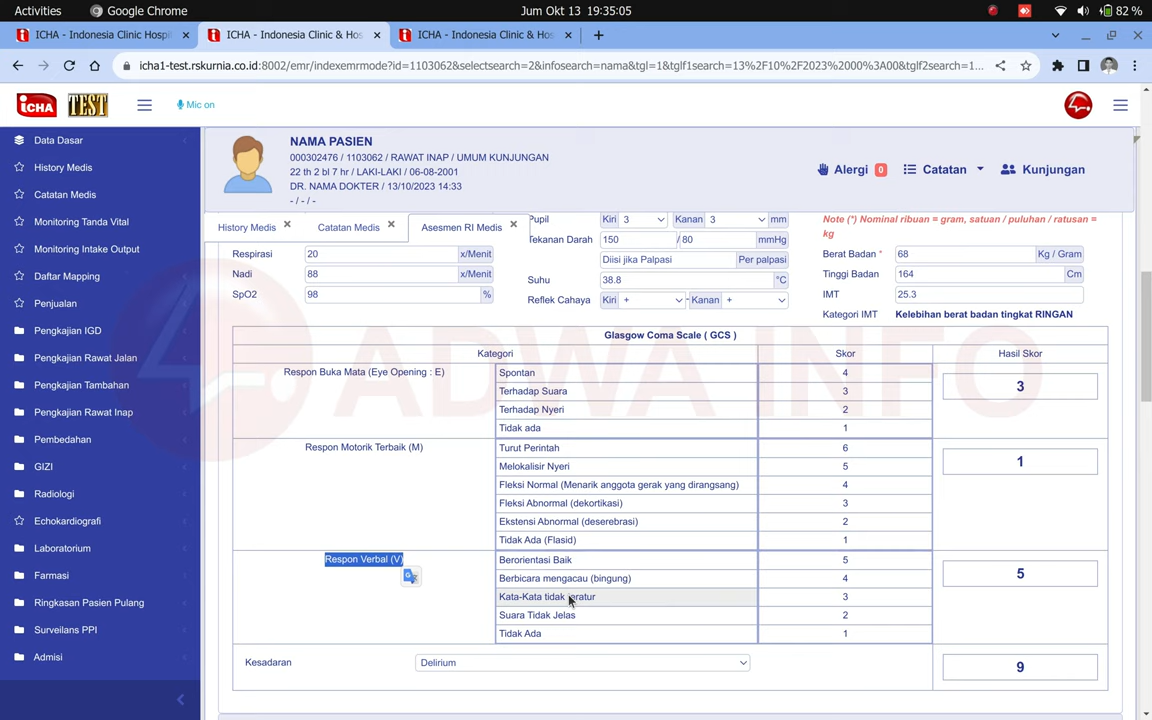 Activities Google Chrome Jum Okt 13 19:35:05 82 %
ICHA - Indonesia Clinic Hospi ICHA - Indonesia Clinic & Hos ICHA - Indonesia Clinic & Hos
icha1-test.rskurnia.co.id:8002/emr/indexemrmode?id=1103062&selectsearch=2&infosearch=nama&tgl=1&tglf1search=13%2F10%2F2023%2000%3A00&tglf2search=1...
ICHA TEST Mic on
Data Dasar
History Medis
Catatan Medis
Monitoring Tanda Vital
Monitoring Intake Output
Daftar Mapping
Penjualan
Pengkajian IGD
Pengkajian Rawat Jalan
Pengkajian Tambahan
Pengkajian Rawat Inap
Pembedahan
GIZI
Radiologi
Echokardiografi
Laboratorium
Farmasi
Ringkasan Pasien Pulang
Surveilans PPI
Admisi
NAMA PASIEN
000302476 / 1103062 / RAWAT INAP / UMUM KUNJUNGAN
22 th 2 bl 7 hr / LAKI-LAKI / 06-08-2001
DR. NAMA DOKTER / 13/10/2023 14:33
- / - / -
Alergi 0 Catatan Kunjungan
History Medis Catatan Medis Asesmen RI Medis
Respirasi 20 x/Menit
Nadi 88 x/Menit
SpO2 98 %
Pupil Kiri 3 Kanan 3 mm
Tekanan Darah 150 / 80 mmHg
Diisi jika Palpasi Per palpasi
Suhu 38.8 °C
Reflek Cahaya Kiri + - Kanan +
Note (*) Nominal ribuan = gram, satuan / puluhan / ratusan =
kg
Berat Badan * 68 Kg / Gram
Tinggi Badan 164 Cm
IMT 25.3
Kategori IMT Kelebihan berat badan tingkat RINGAN
Glasgow Coma Scale ( GCS )
Kategori Skor Hasil Skor
Respon Buka Mata (Eye Opening : E) Spontan 4 3
Terhadap Suara 3
Terhadap Nyeri 2
Tidak ada 1
Respon Motorik Terbaik (M) Turut Perintah 6 1
Melokalisir Nyeri 5
Fleksi Normal (Menarik anggota gerak yang dirangsang) 4
Fleksi Abnormal (dekortikasi) 3
Ekstensi Abnormal (deserebrasi) 2
Tidak Ada (Flasid) 1
Respon Verbal (V) Berorientasi Baik 5 5
Berbicara mengacau (bingung) 4
Kata-Kata tidak teratur 3
Suara Tidak Jelas 2
Tidak Ada 1
Kesadaran Delirium 9
ADWA INFO